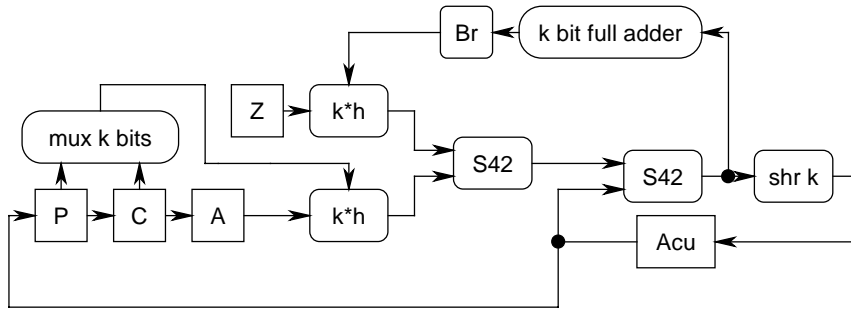 Br
k bit full adder
Z
k*h
mux k bits
S42
S42
shr k
P
C
A
k*h
Acu